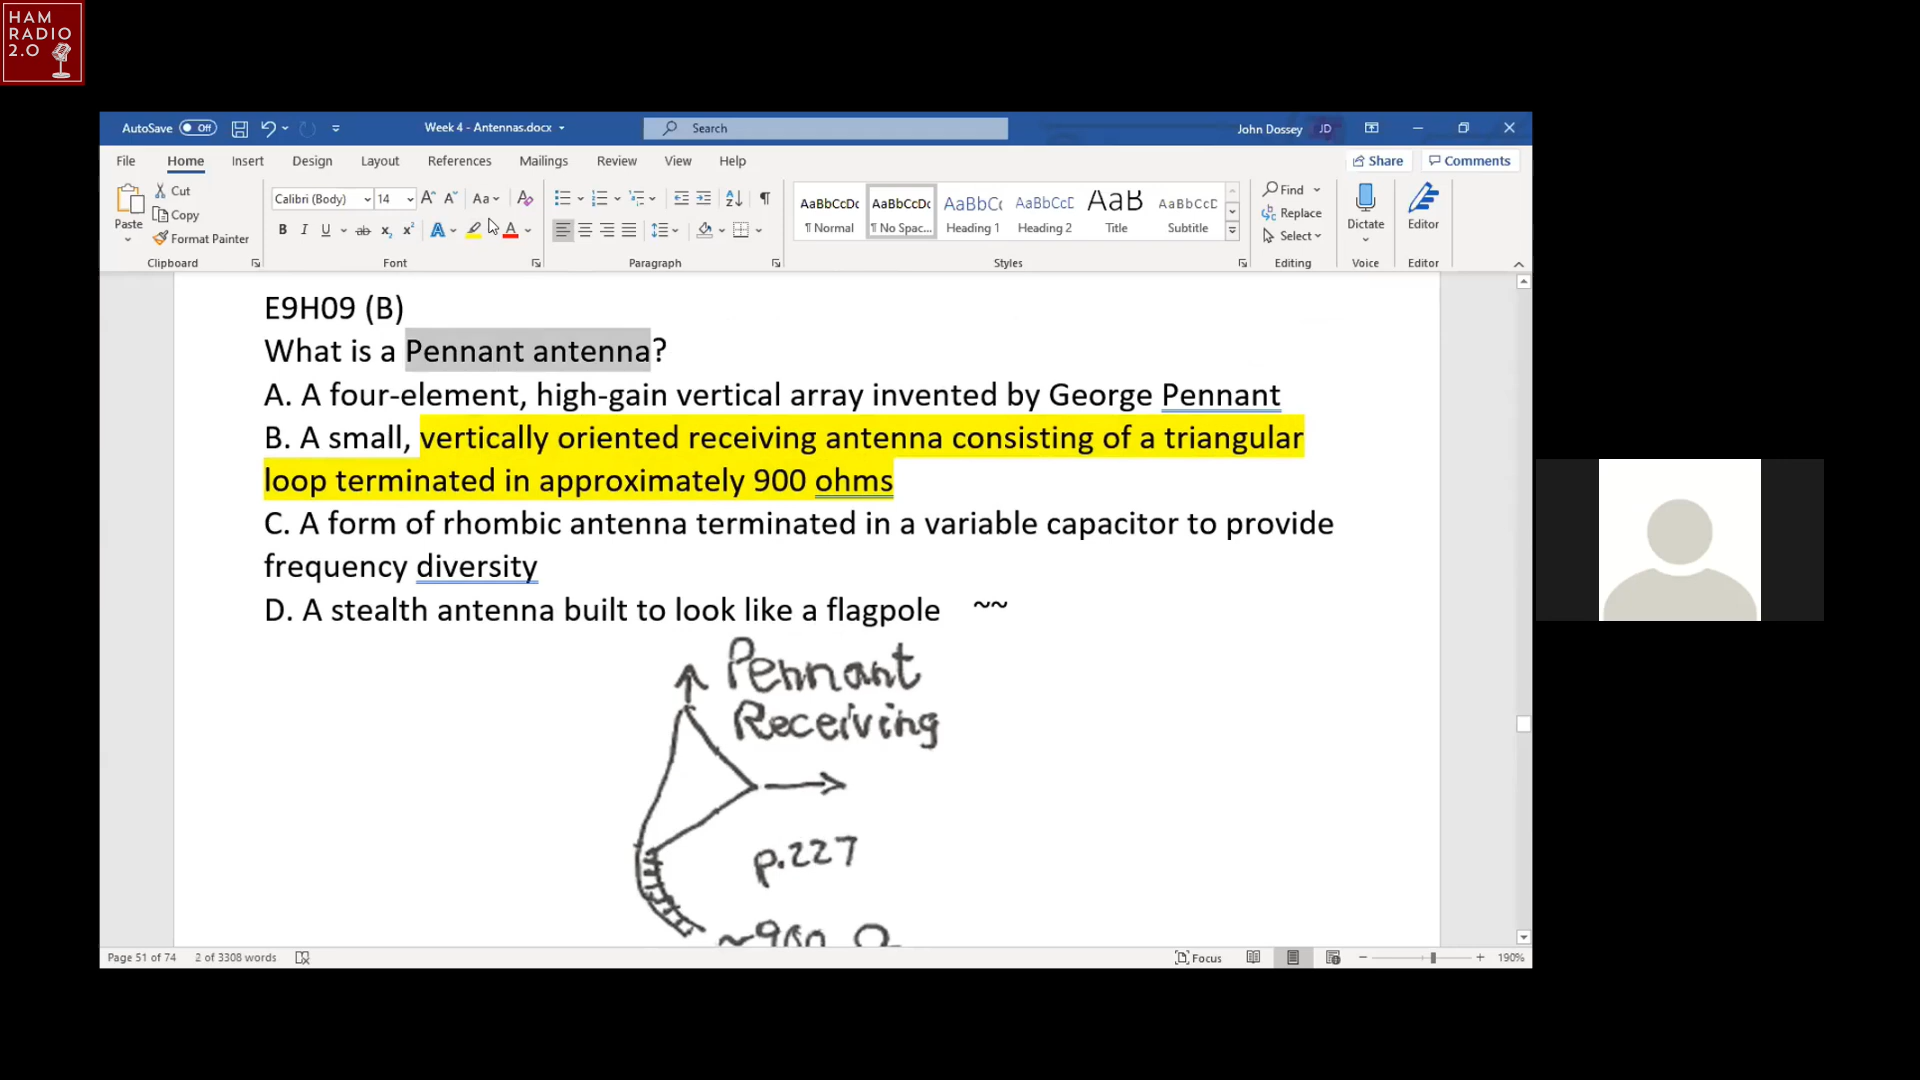 HAM
RADIO
2.0
AutoSave Off
Week 4 - Antennas.docx
Search
John Dossey JD
File Home Insert Design Layout References Mailings Review View Help
Share Comments
Paste
Cut
Copy
Format Painter
Clipboard
Calibri (Body) 14
Font
Paragraph
AaBbCcDc AaBbCcDc AaBbCc AaBbCcD AaB AaBbCcD
¶ Normal ¶ No Spac... Heading 1 Heading 2 Title Subtitle
Styles
Find
Replace
Select
Editing
Dictate
Voice
Editor
Editor
E9H09 (B)
What is a Pennant antenna?
A. A four-element, high-gain vertical array invented by George Pennant
B. A small, vertically oriented receiving antenna consisting of a triangular
loop terminated in approximately 900 ohms
C. A form of rhombic antenna terminated in a variable capacitor to provide
frequency diversity
D. A stealth antenna built to look like a flagpole ~~
Pennant
Receiving
p.227
~900 Ω
Page 51 of 74 2 of 3308 words
Focus
190%